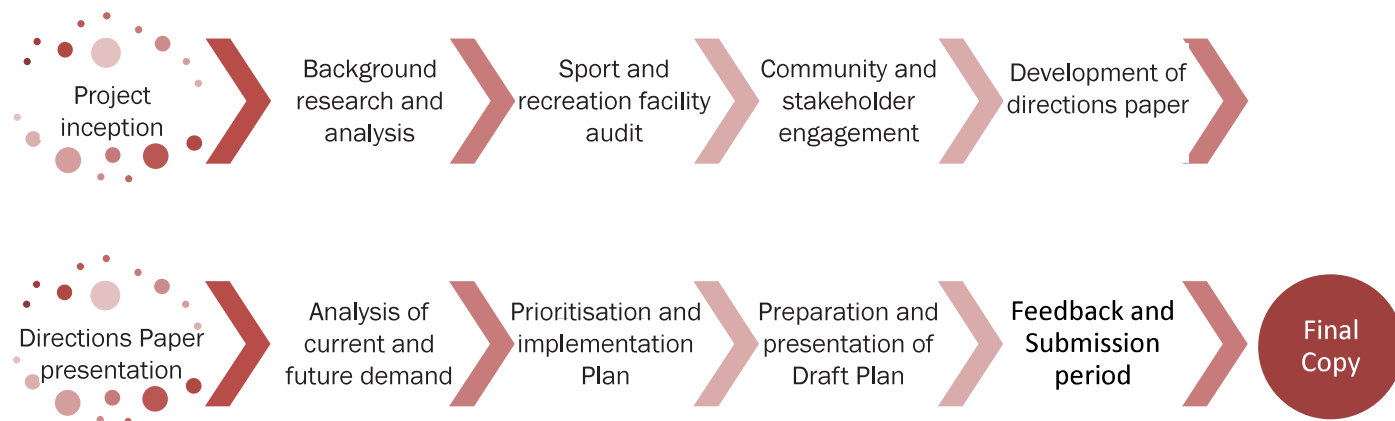 Project
inception
Background
research and
analysis
Sport and
recreation facility
audit
Community and
stakeholder
engagement
Development of
directions paper
Directions Paper
presentation
Analysis of
current and
future demand
Prioritisation and
implementation
Plan
Preparation and
presentation of
Draft Plan
Feedback and
Submission
period
Final
Copy